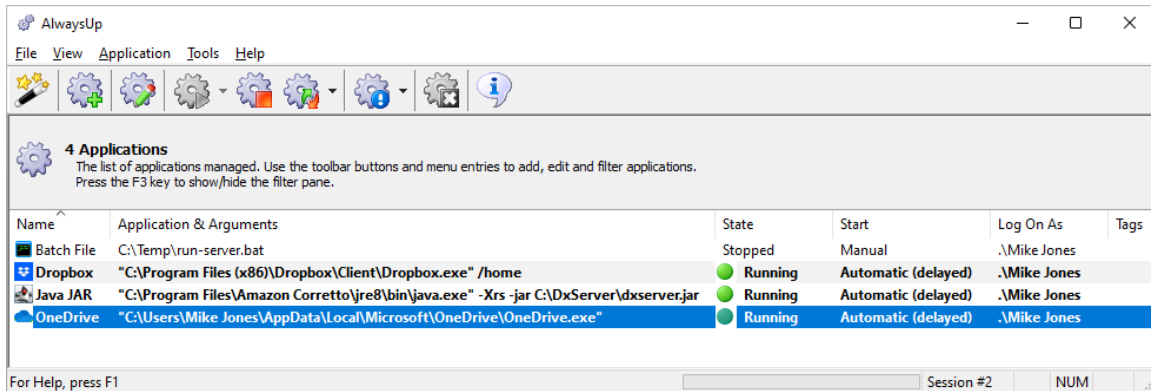 AlwaysUp
File View Application Tools Help
4 Applications
The list of applications managed. Use the toolbar buttons and menu entries to add, edit and filter applications.
Press the F3 key to show/hide the filter pane.
Name Application & Arguments State Start Log On As Tags
Batch File C:\Temp\run-server.bat Stopped Manual .\Mike Jones
Dropbox "C:\Program Files (x86)\Dropbox\Client\Dropbox.exe" /home Running Automatic (delayed) .\Mike Jones
Java JAR "C:\Program Files\Amazon Corretto\jre8\bin\java.exe" -Xrs -jar C:\DxServer\dxserver.jar Running Automatic (delayed) .\Mike Jones
OneDrive "C:\Users\Mike Jones\AppData\Local\Microsoft\OneDrive\OneDrive.exe" Running Automatic (delayed) .\Mike Jones
For Help, press F1 Session #2 NUM